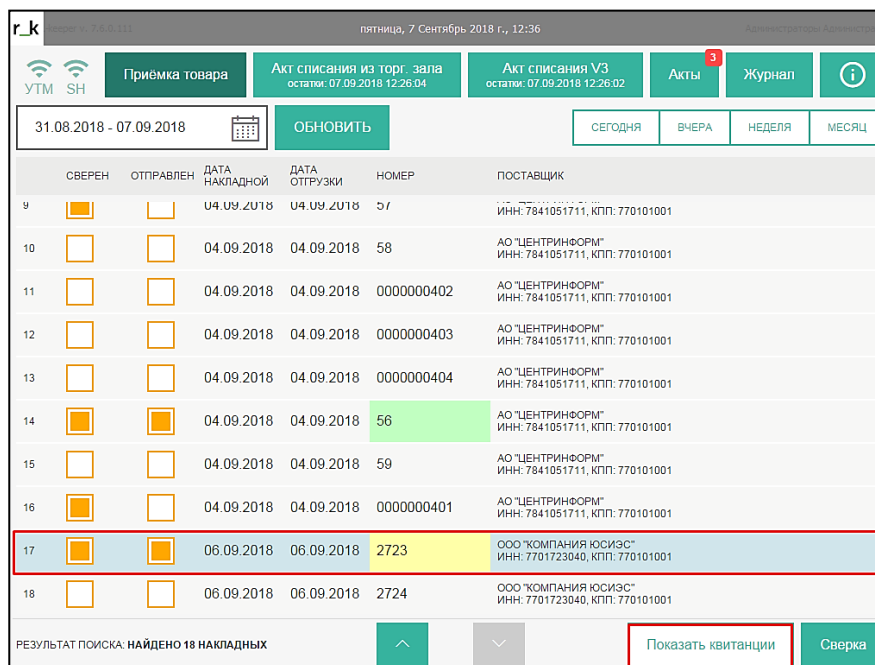 r_k
Keeper v. 7.6.0.111
пятница, 7 Сентябрь 2018 г., 12:36
Администраторы
УТМ SH
Приёмка товара
Акт списания из торг. зала
остатки: 07.09.2018 12:26:04
Акт списания V3
остатки: 07.09.2018 12:26:02
Акты
3
Журнал
31.08.2018 - 07.09.2018
ОБНОВИТЬ
СЕГОДНЯ ВЧЕРА НЕДЕЛЯ МЕСЯЦ
СВЕРЕН ОТПРАВЛЕН ДАТА НАКЛАДНОЙ ДАТА ОТГРУЗКИ НОМЕР ПОСТАВЩИК
9 04.09.2018 04.09.2018 57
ИНН: 7841051711, КПП: 770101001
10 04.09.2018 04.09.2018 58 АО "ЦЕНТРИНФОРМ"
ИНН: 7841051711, КПП: 770101001
11 04.09.2018 04.09.2018 0000000402 АО "ЦЕНТРИНФОРМ"
ИНН: 7841051711, КПП: 770101001
12 04.09.2018 04.09.2018 0000000403 АО "ЦЕНТРИНФОРМ"
ИНН: 7841051711, КПП: 770101001
13 04.09.2018 04.09.2018 0000000404 АО "ЦЕНТРИНФОРМ"
ИНН: 7841051711, КПП: 770101001
14 04.09.2018 04.09.2018 56 АО "ЦЕНТРИНФОРМ"
ИНН: 7841051711, КПП: 770101001
15 04.09.2018 04.09.2018 59 АО "ЦЕНТРИНФОРМ"
ИНН: 7841051711, КПП: 770101001
16 04.09.2018 04.09.2018 0000000401 АО "ЦЕНТРИНФОРМ"
ИНН: 7841051711, КПП: 770101001
17 06.09.2018 06.09.2018 2723 ООО "КОМПАНИЯ ЮСИЭС"
ИНН: 7701723040, КПП: 770101001
18 06.09.2018 06.09.2018 2724 ООО "КОМПАНИЯ ЮСИЭС"
ИНН: 7701723040, КПП: 770101001
РЕЗУЛЬТАТ ПОИСКА: НАЙДЕНО 18 НАКЛАДНЫХ
Показать квитанции
Сверка